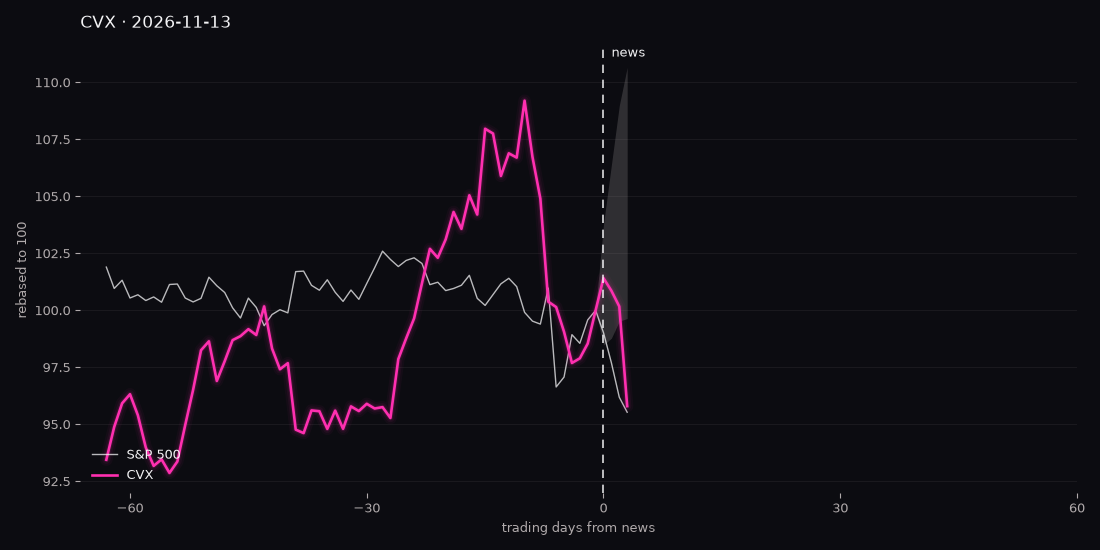 CVX · 2026-11-13
news
110.0
107.5
105.0
102.5
100.0
97.5
95.0
92.5
rebased to 100
S&P 500
CVX
−60
−30
0
30
60
trading days from news